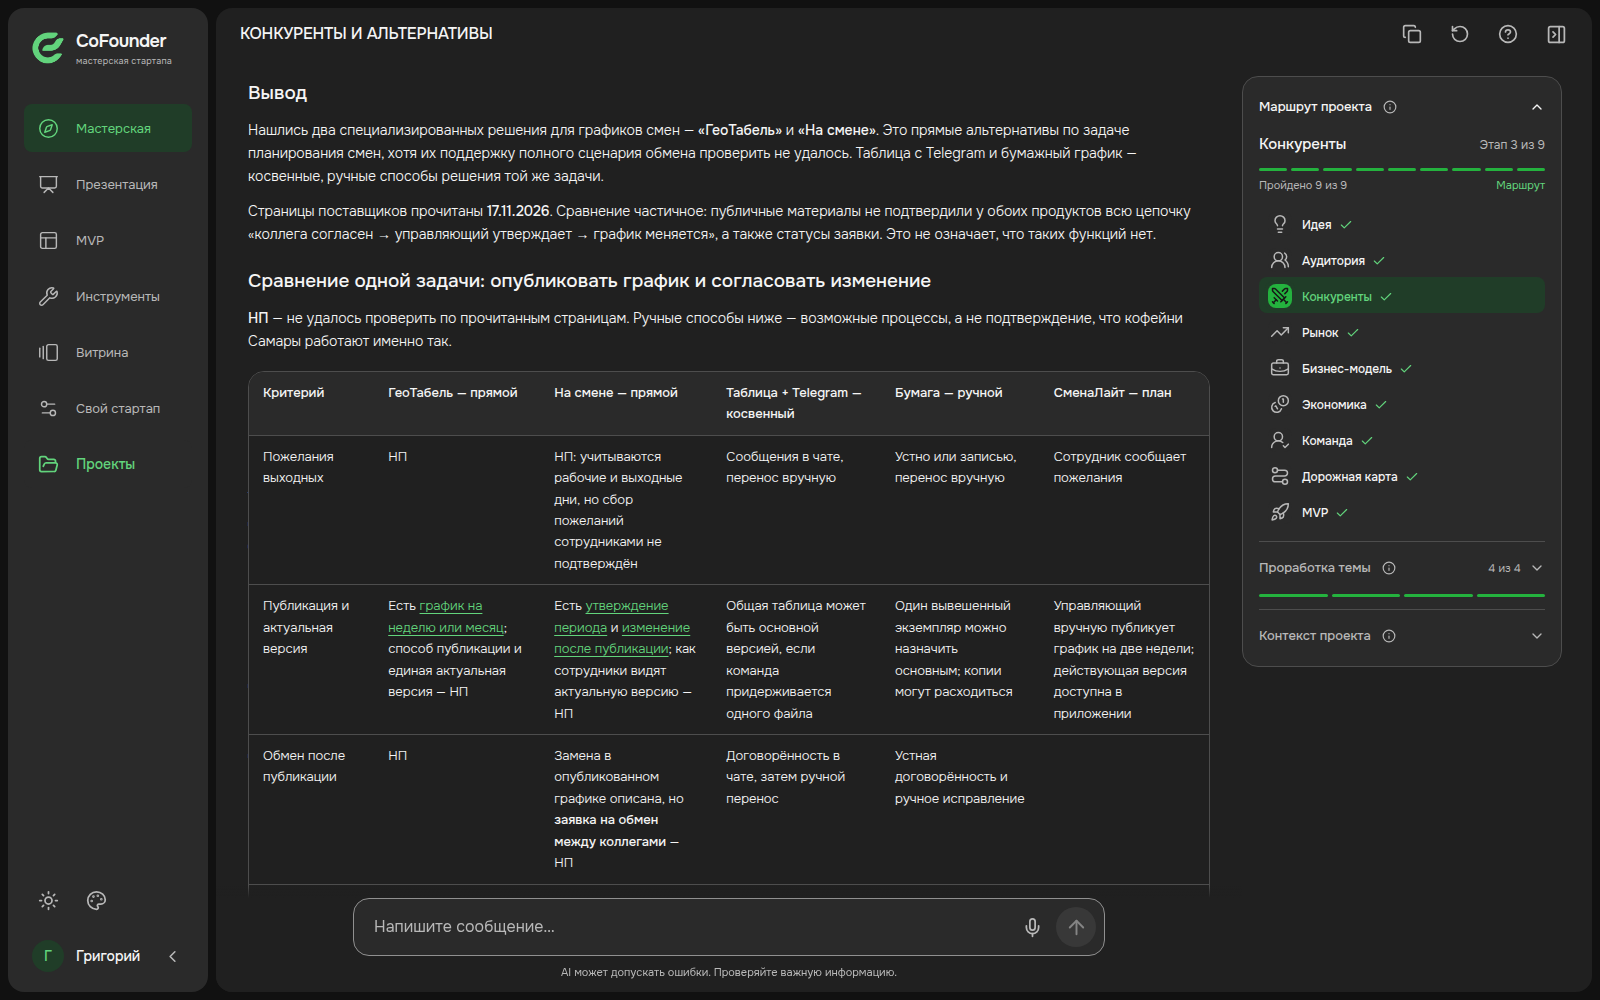 CoFounder
мастерская стартапа
Мастерская
Презентация
MVP
Инструменты
Витрина
Свой стартап
Проекты
Г
Григорий
КОНКУРЕНТЫ И АЛЬТЕРНАТИВЫ
Вывод
Нашлись два специализированных решения для графиков смен — «ГеоТабель» и «На смене». Это прямые альтернативы по задаче
планирования смен, хотя их поддержку полного сценария обмена проверить не удалось. Таблица с Telegram и бумажный график —
косвенные, ручные способы решения той же задачи.
Страницы поставщиков прочитаны 17.11.2026. Сравнение частичное: публичные материалы не подтвердили у обоих продуктов всю цепочку
«коллега согласен → управляющий утверждает → график меняется», а также статусы заявки. Это не означает, что таких функций нет.
Сравнение одной задачи: опубликовать график и согласовать изменение
НП — не удалось проверить по прочитанным страницам. Ручные способы ниже — возможные процессы, а не подтверждение, что кофейни
Самары работают именно так.
Критерий
ГеоТабель — прямой
На смене — прямой
Таблица + Telegram —
косвенный
Бумага — ручной
СменаЛайт — план
Пожелания
выходных
НП
НП: учитываются
рабочие и выходные
дни, но сбор
пожеланий
сотрудниками не
подтверждён
Сообщения в чате,
перенос вручную
Устно или записью,
перенос вручную
Сотрудник сообщает
пожелания
Публикация и
актуальная
версия
Есть график на
неделю или месяц;
способ публикации и
единая актуальная
версия — НП
Есть утверждение
периода и изменение
после публикации; как
сотрудники видят
актуальную версию —
НП
Общая таблица может
быть основной
версией, если
команда
придерживается
одного файла
Один вывешенный
экземпляр можно
назначить
основным; копии
могут расходиться
Управляющий
вручную публикует
график на две недели;
действующая версия
доступна в
приложении
Обмен после
публикации
НП
Замена в
опубликованном
графике описана, но
заявка на обмен
между коллегами —
НП
Договорённость в
чате, затем ручной
перенос
Устная
договорённость и
ручное исправление
Напишите сообщение...
AI может допускать ошибки. Проверяйте важную информацию.
Маршрут проекта
Конкуренты
Этап 3 из 9
Пройдено 9 из 9
Маршрут
Идея
Аудитория
Конкуренты
Рынок
Бизнес-модель
Экономика
Команда
Дорожная карта
MVP
Проработка темы
4 из 4
Контекст проекта